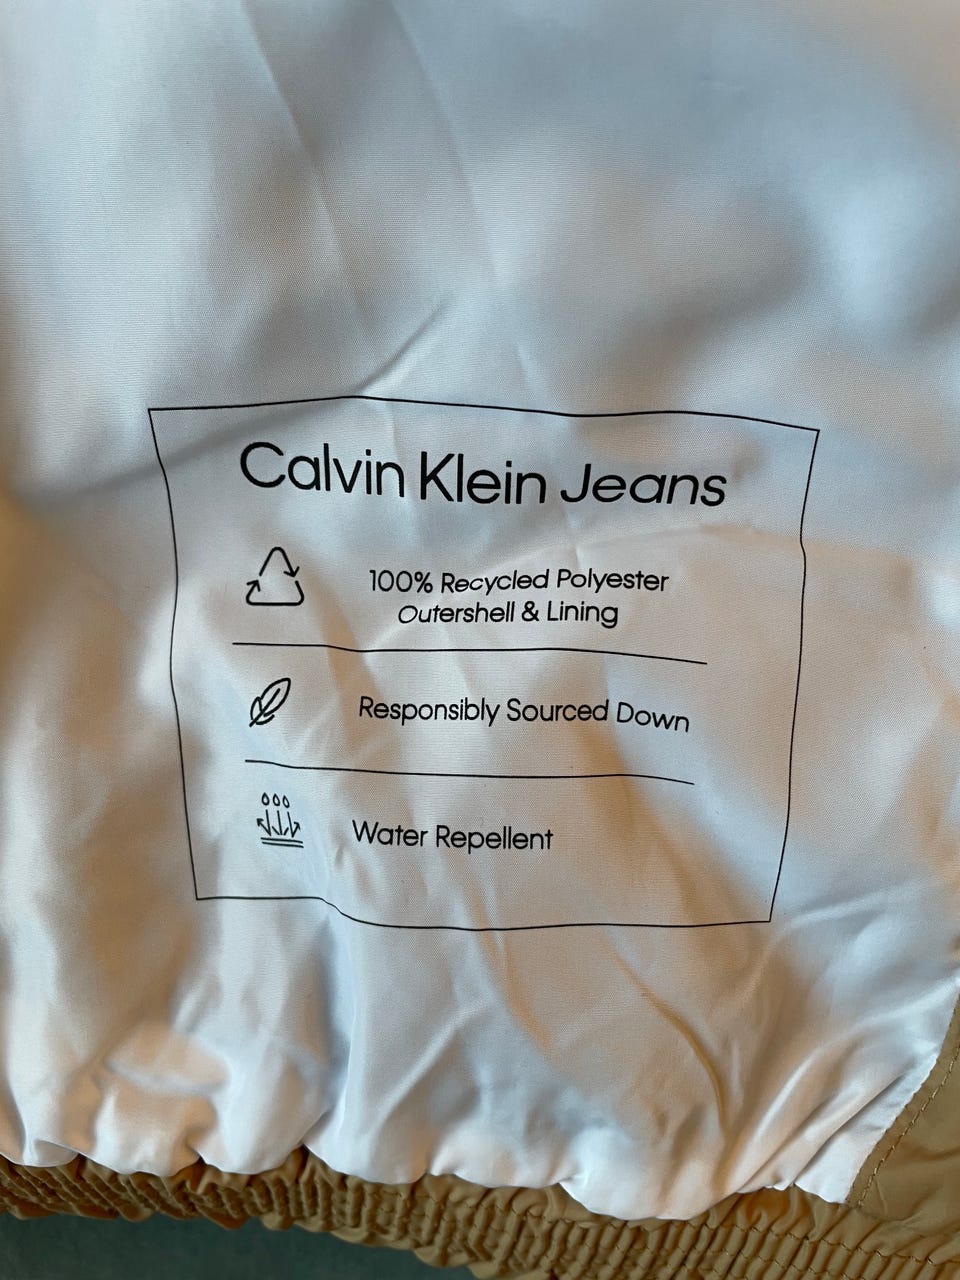 Calvin Klein Jeans
100% Recycled Polyester
Outershell & Lining
Responsibly Sourced Down
Water Repellent